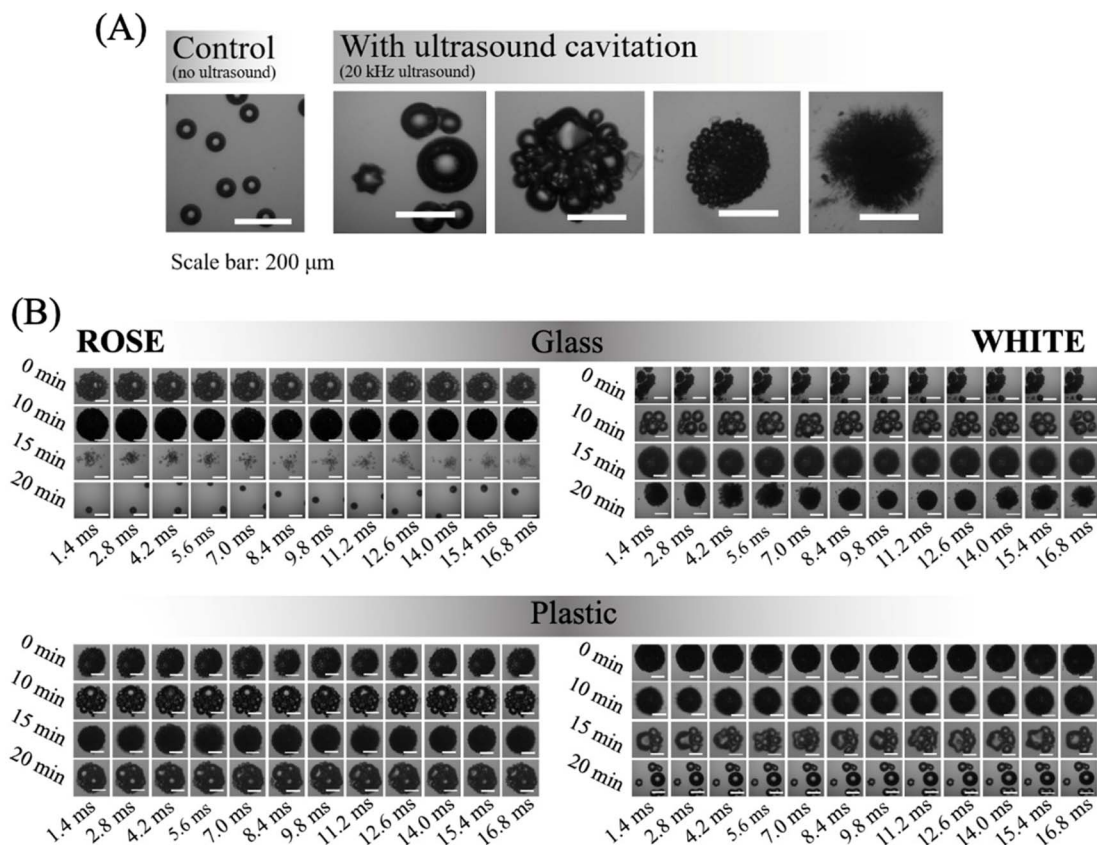 (A)
Control
(no ultrasound)
With ultrasound cavitation
(20 kHz ultrasound)
Scale bar: 200 μm
(B)
ROSE
Glass
WHITE
0 min
10 min
15 min
20 min
1.4 ms 2.8 ms 4.2 ms 5.6 ms 7.0 ms 8.4 ms 9.8 ms 11.2 ms 12.6 ms 14.0 ms 15.4 ms 16.8 ms
0 min
10 min
15 min
20 min
1.4 ms 2.8 ms 4.2 ms 5.6 ms 7.0 ms 8.4 ms 9.8 ms 11.2 ms 12.6 ms 14.0 ms 15.4 ms 16.8 ms
Plastic
0 min
10 min
15 min
20 min
1.4 ms 2.8 ms 4.2 ms 5.6 ms 7.0 ms 8.4 ms 9.8 ms 11.2 ms 12.6 ms 14.0 ms 15.4 ms 16.8 ms
0 min
10 min
15 min
20 min
1.4 ms 2.8 ms 4.2 ms 5.6 ms 7.0 ms 8.4 ms 9.8 ms 11.2 ms 12.6 ms 14.0 ms 15.4 ms 16.8 ms